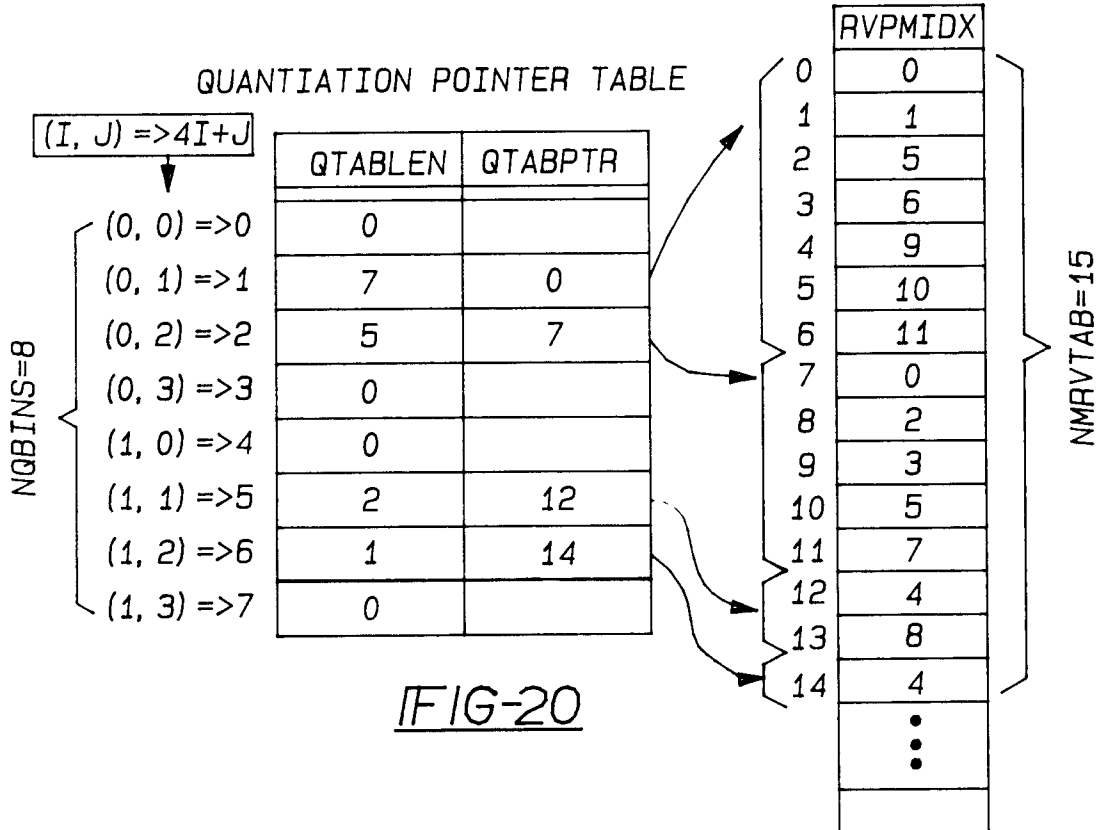 QUANTIATION POINTER TABLE
(I, J) =>4I+J
QTABLEN QTABPTR
(0, 0) =>0 0
(0, 1) =>1 7 0
(0, 2) =>2 5 7
(0, 3) =>3 0
(1, 0) =>4 0
(1, 1) =>5 2 12
(1, 2) =>6 1 14
(1, 3) =>7 0
NQBINS=8
RVPMIDX
0 0
1 1
2 5
3 6
4 9
5 10
6 11
7 0
8 2
9 3
10 5
11 7
12 4
13 8
14 4
NMRVTAB=15
FIG-20